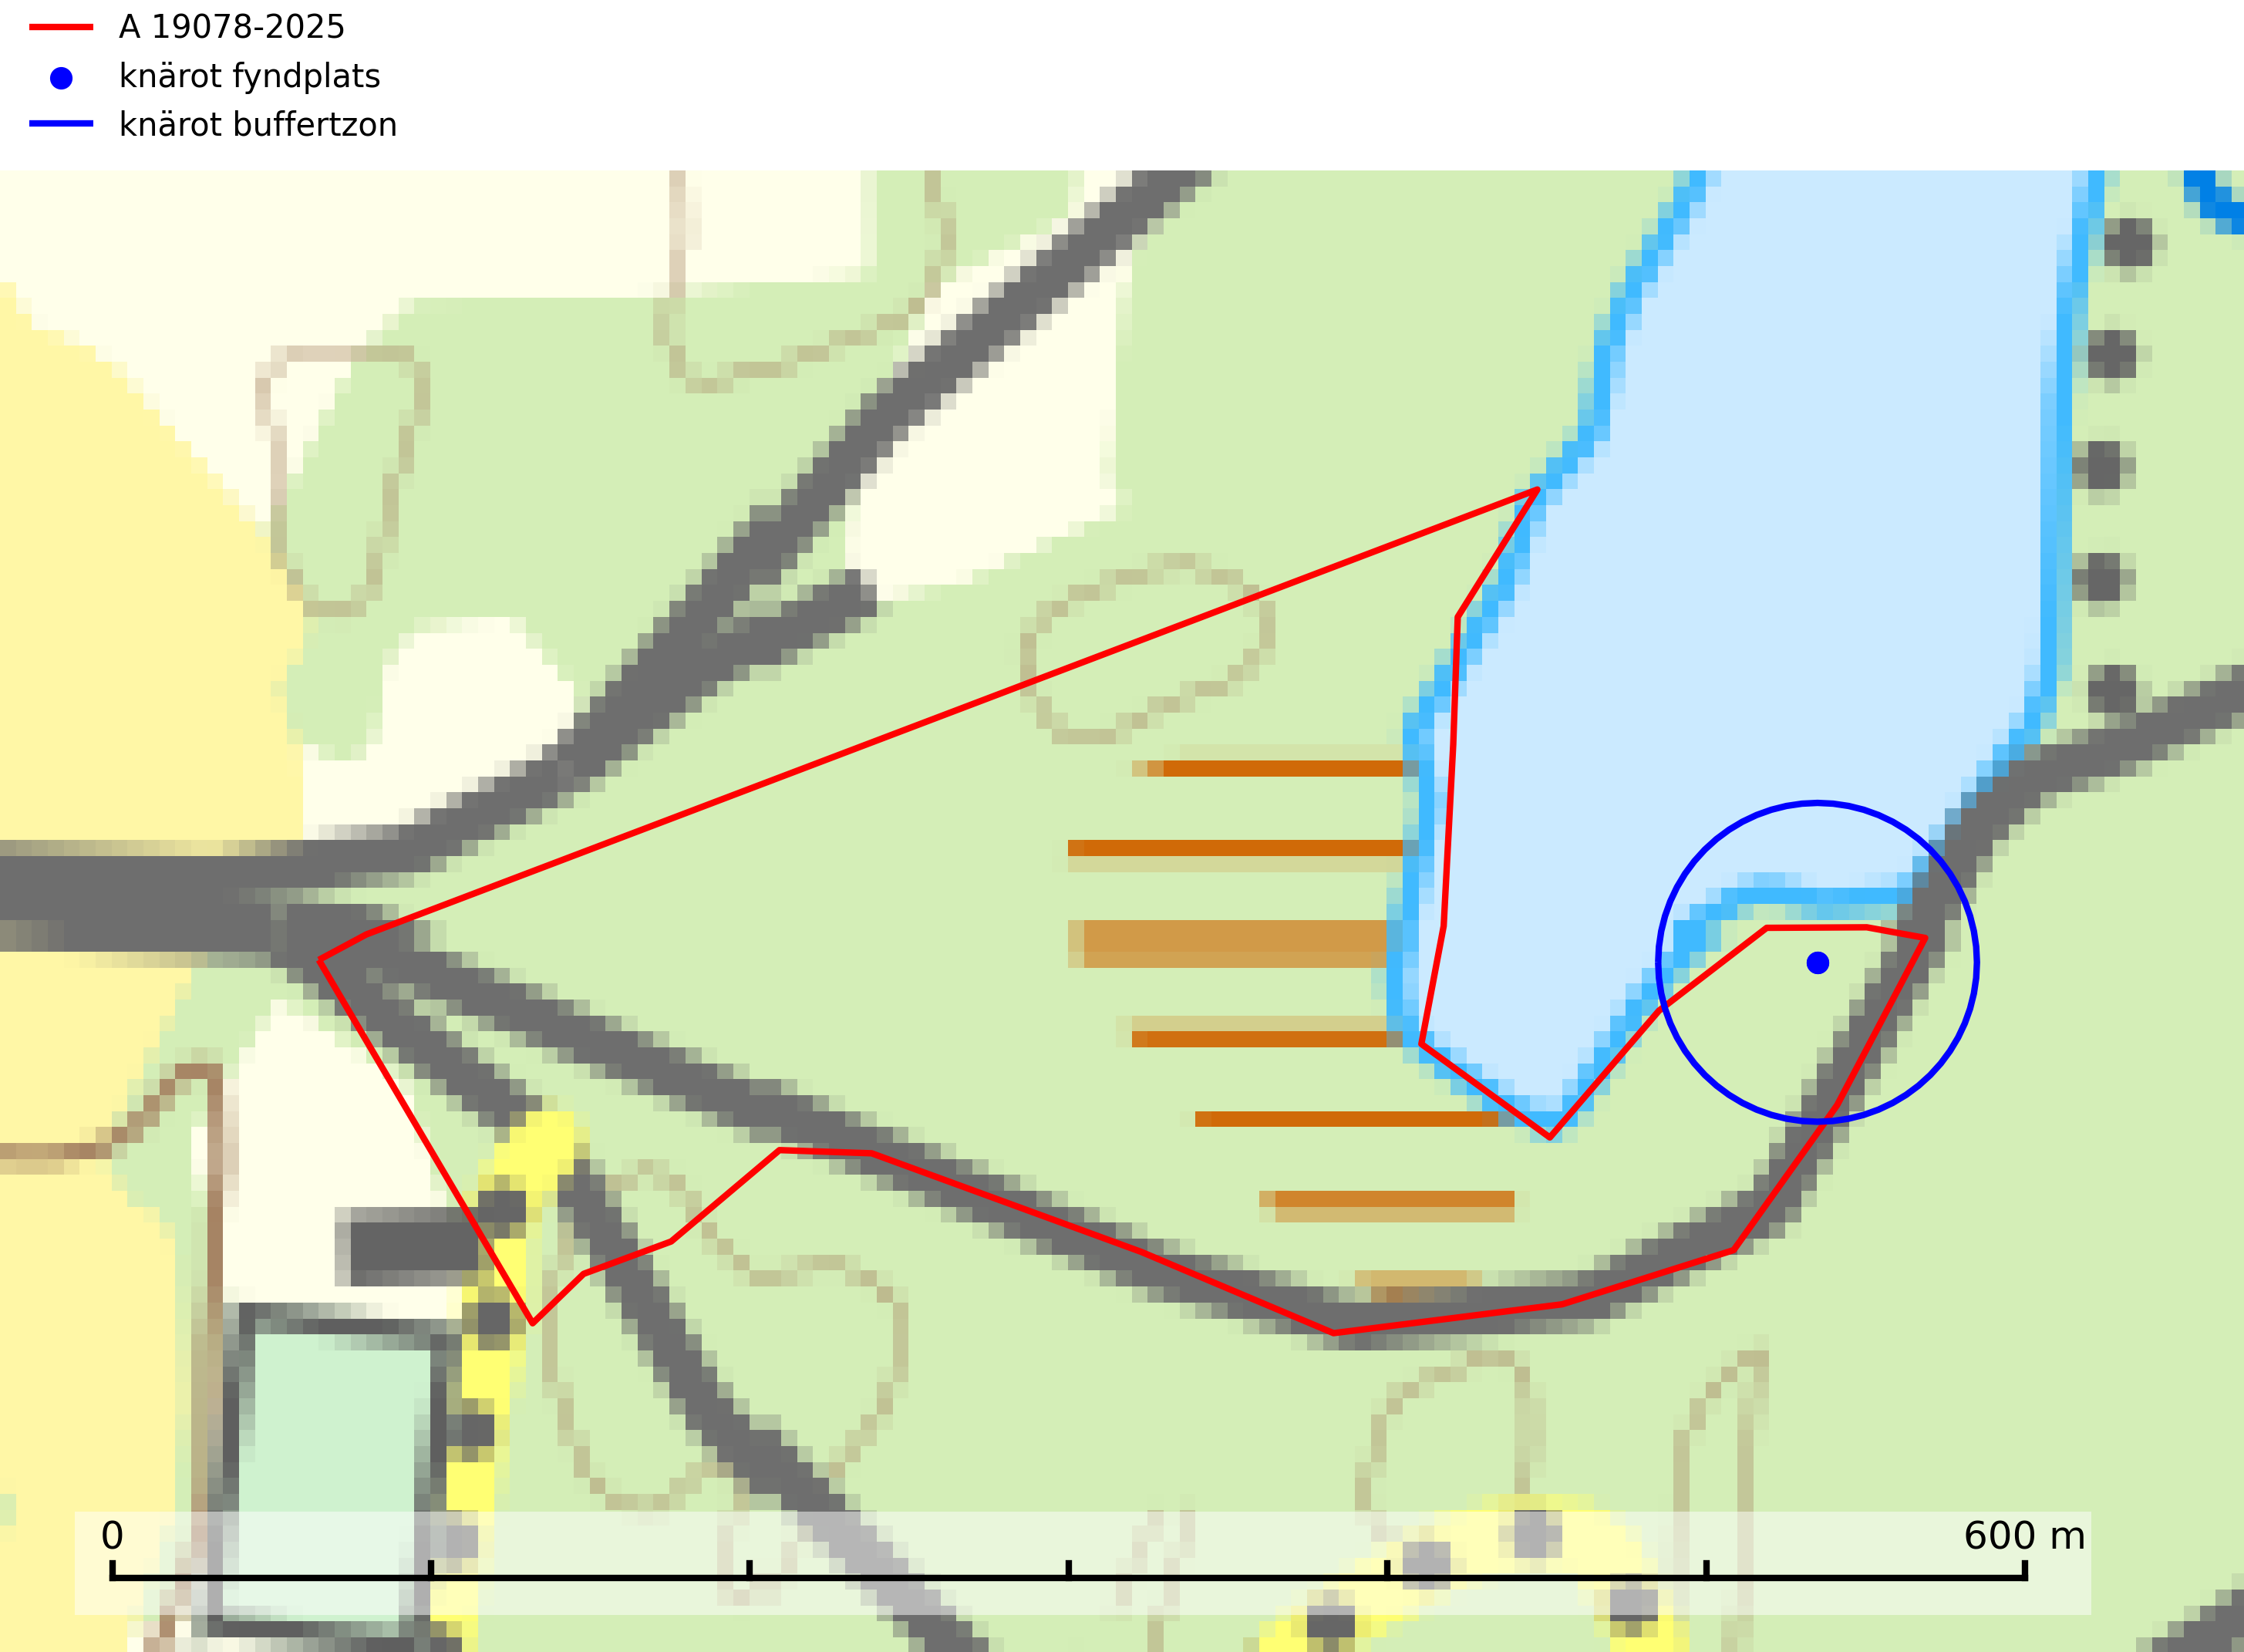 A 19078-2025
knärot fyndplats
knärot buffertzon
0
600 m